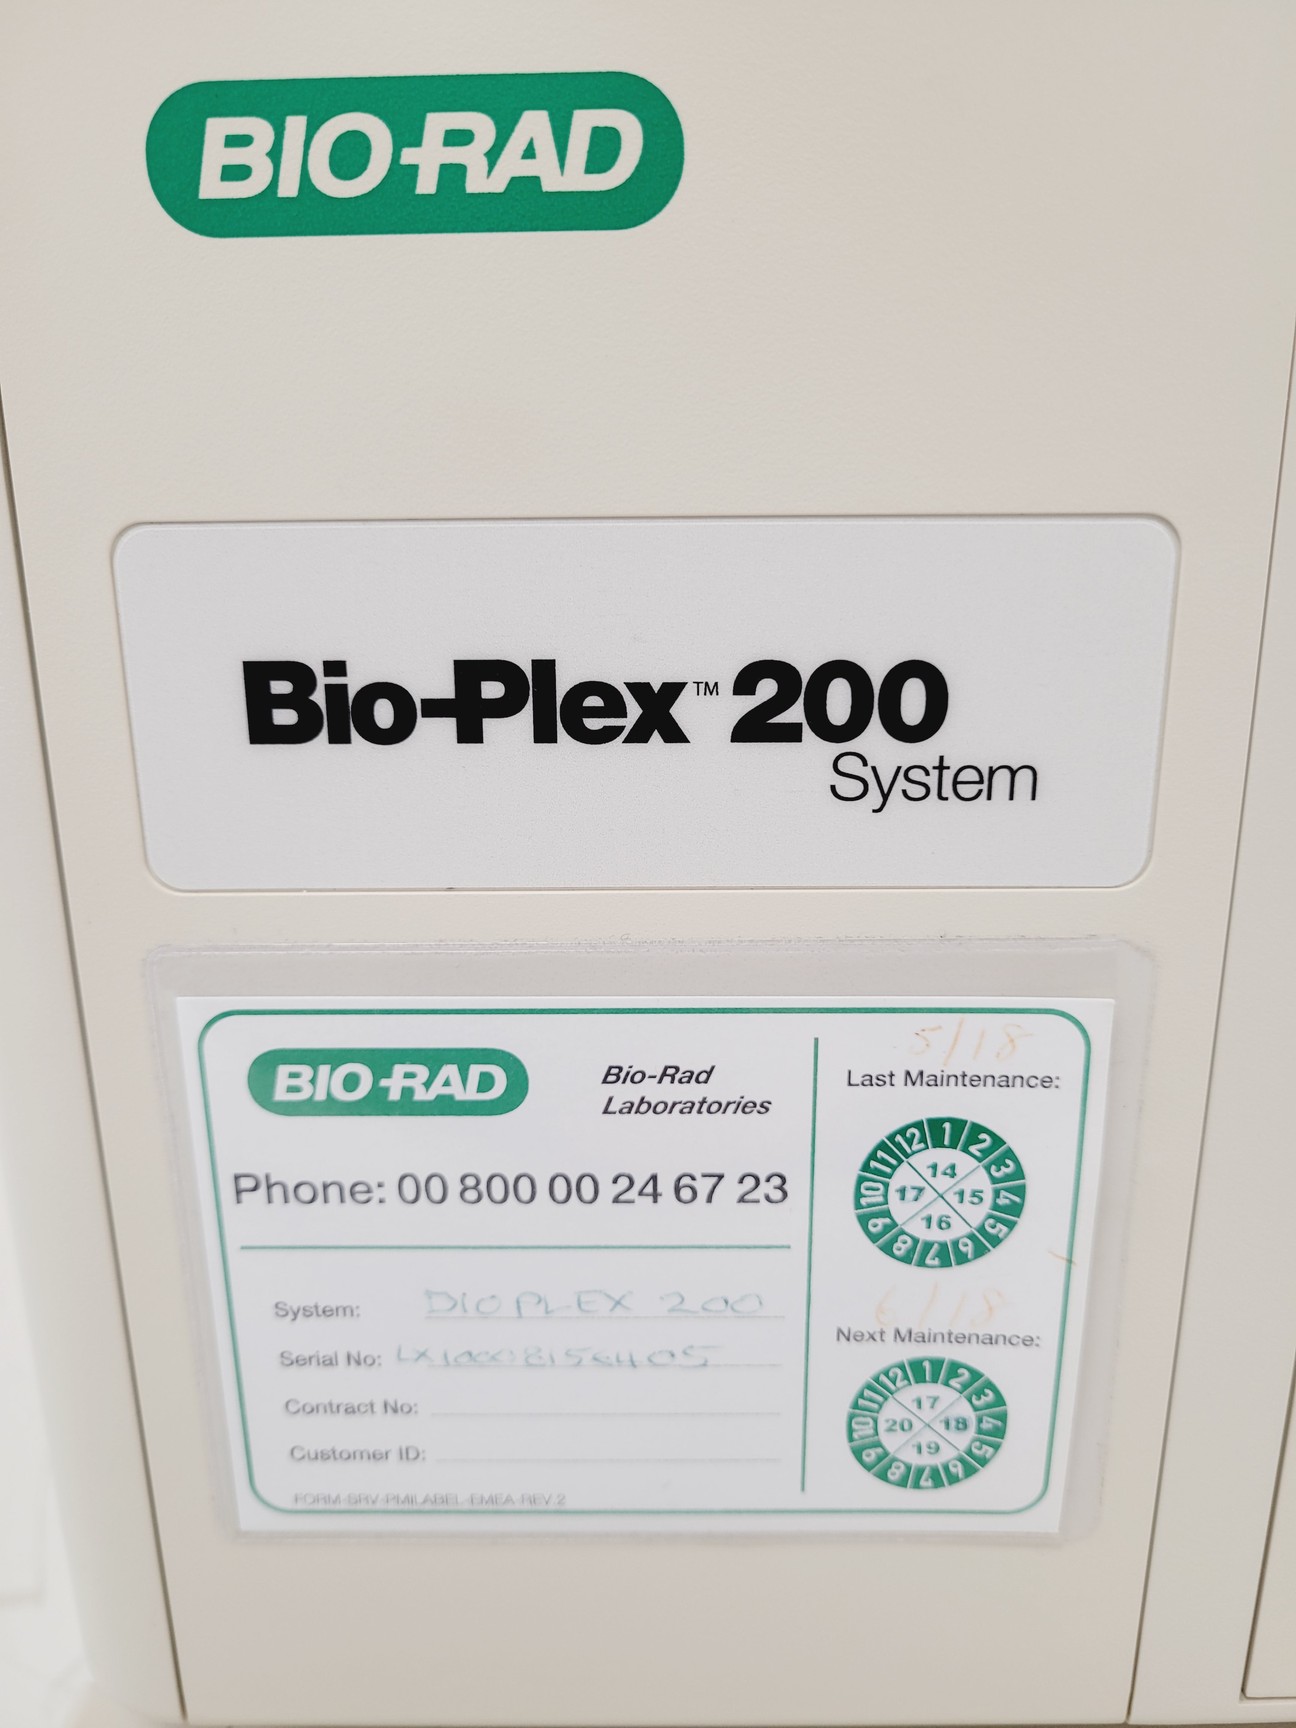 BIO-RAD
Bio-Plex™ 200
System
BIO-RAD
Bio-Rad
Laboratories
Phone: 00 800 00 24 67 23
System: BIOPLEX 200
Serial No:
Contract No:
Customer ID:
FORM-SRV-PMILABEL-EMEA-REV.2
5/18
Last Maintenance:
12 1 2 3 4 5 6 7 8 9 10 11
14 15 16 17
6/18
Next Maintenance:
12 1 2 3 4 5 6 7 8 9 10 11
17 18 19 20